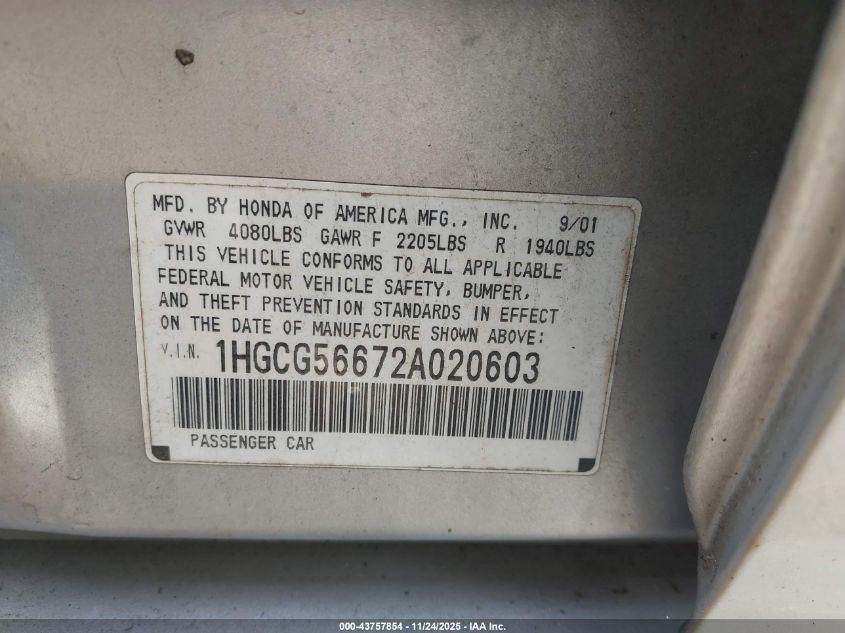 MFD. BY HONDA OF AMERICA MFG., INC. 9/01
GVWR 4080LBS GAWR F 2205LBS R 1940LBS
THIS VEHICLE CONFORMS TO ALL APPLICABLE
FEDERAL MOTOR VEHICLE SAFETY, BUMPER,
AND THEFT PREVENTION STANDARDS IN EFFECT
ON THE DATE OF MANUFACTURE SHOWN ABOVE:
V.I.N. 1HGCG56672A020603
PASSENGER CAR
000-43757854 - 11/24/2025 - IAA Inc.